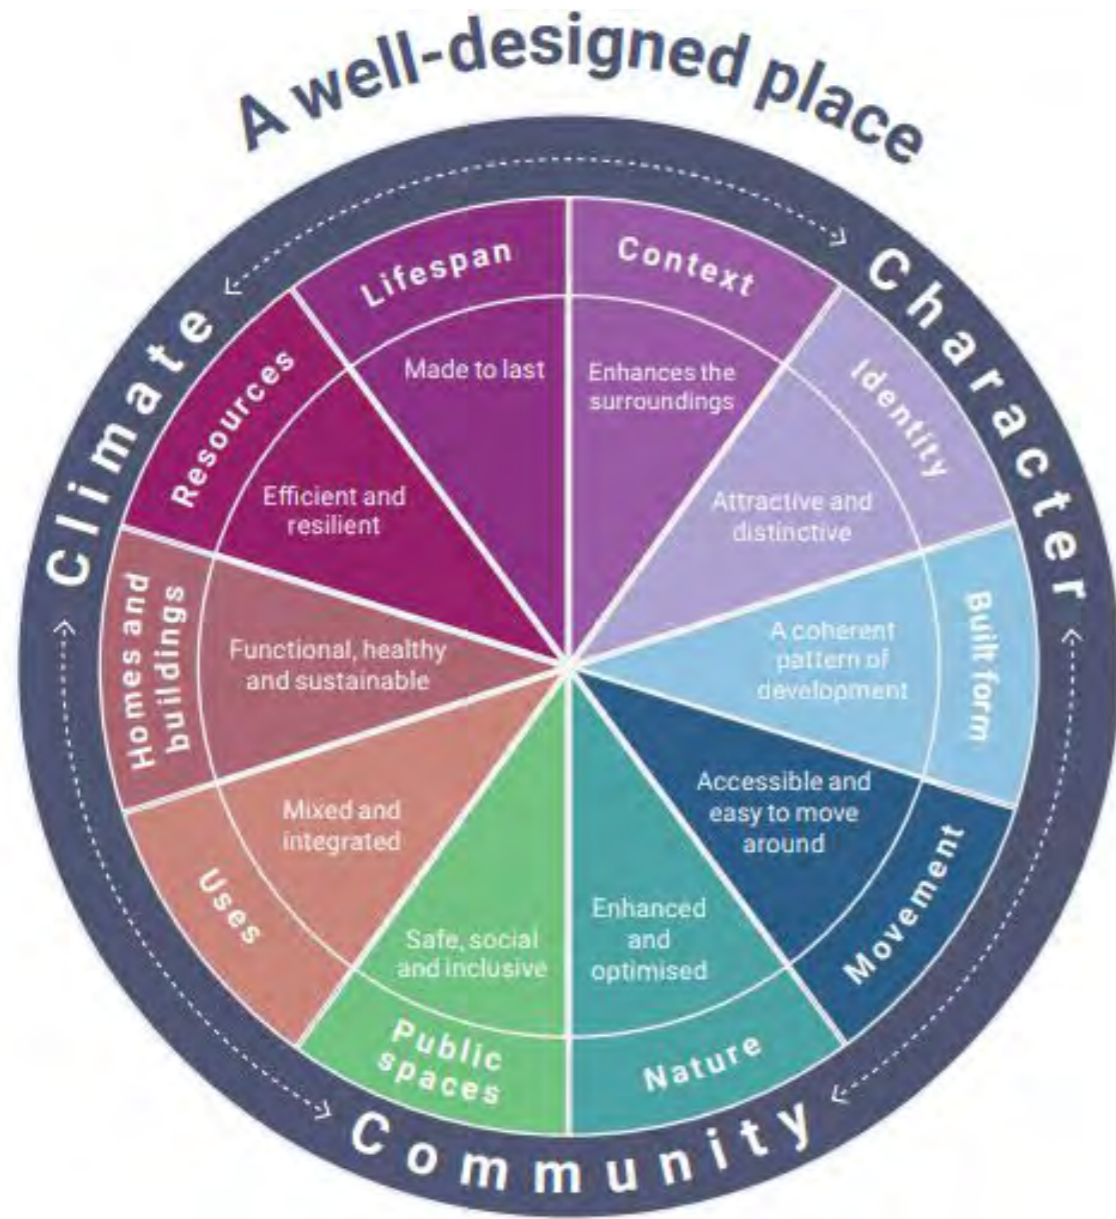 A well-designed place
Climate
Character
Community
Context
Enhances the
surroundings
Identity
Attractive and
distinctive
Built form
A coherent
pattern of
development
Movement
Accessible and
easy to move
around
Nature
Enhanced
and
optimised
Public
spaces
Safe, social
and inclusive
Uses
Mixed and
integrated
Homes and
buildings
Functional, healthy
and sustainable
Resources
Efficient and
resilient
Lifespan
Made to last